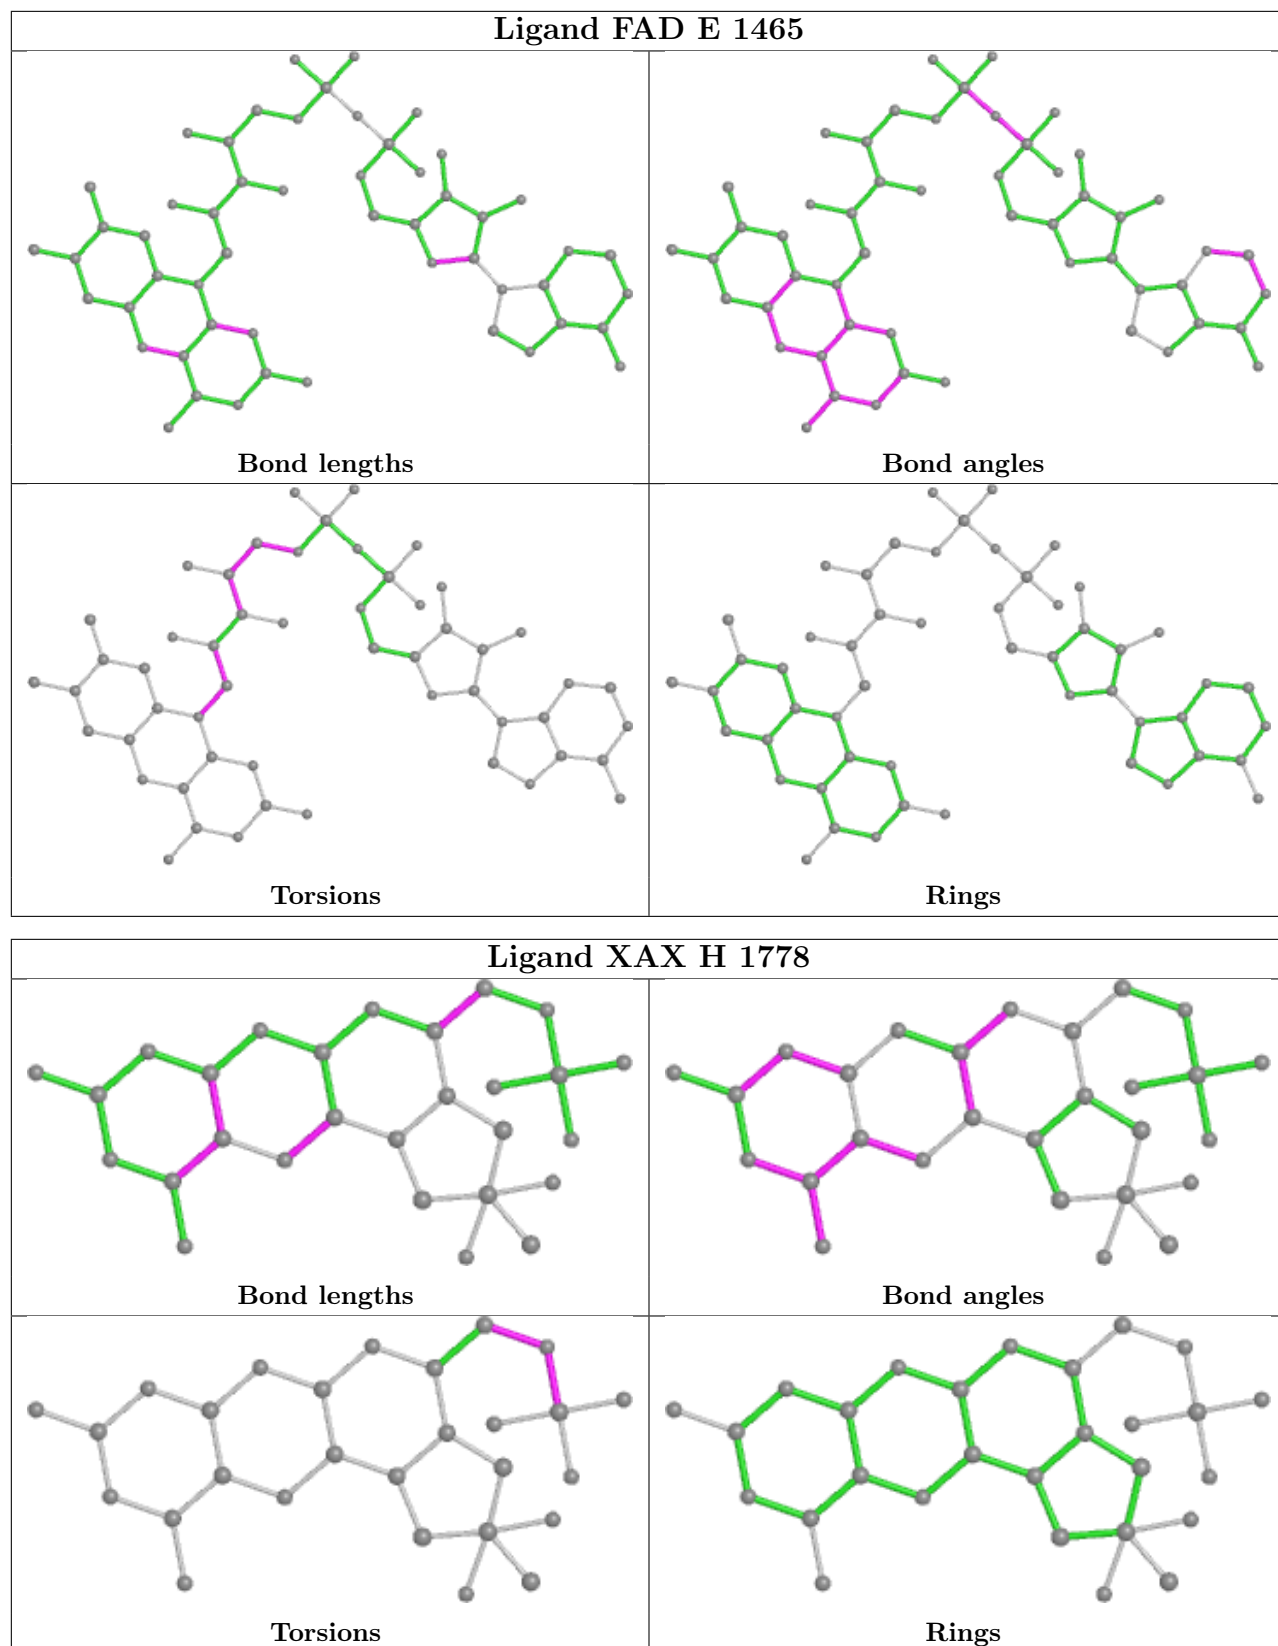 Ligand FAD E 1465
Bond lengths
Bond angles
Torsions
Rings
Ligand XAX H 1778
Bond lengths
Bond angles
Torsions
Rings